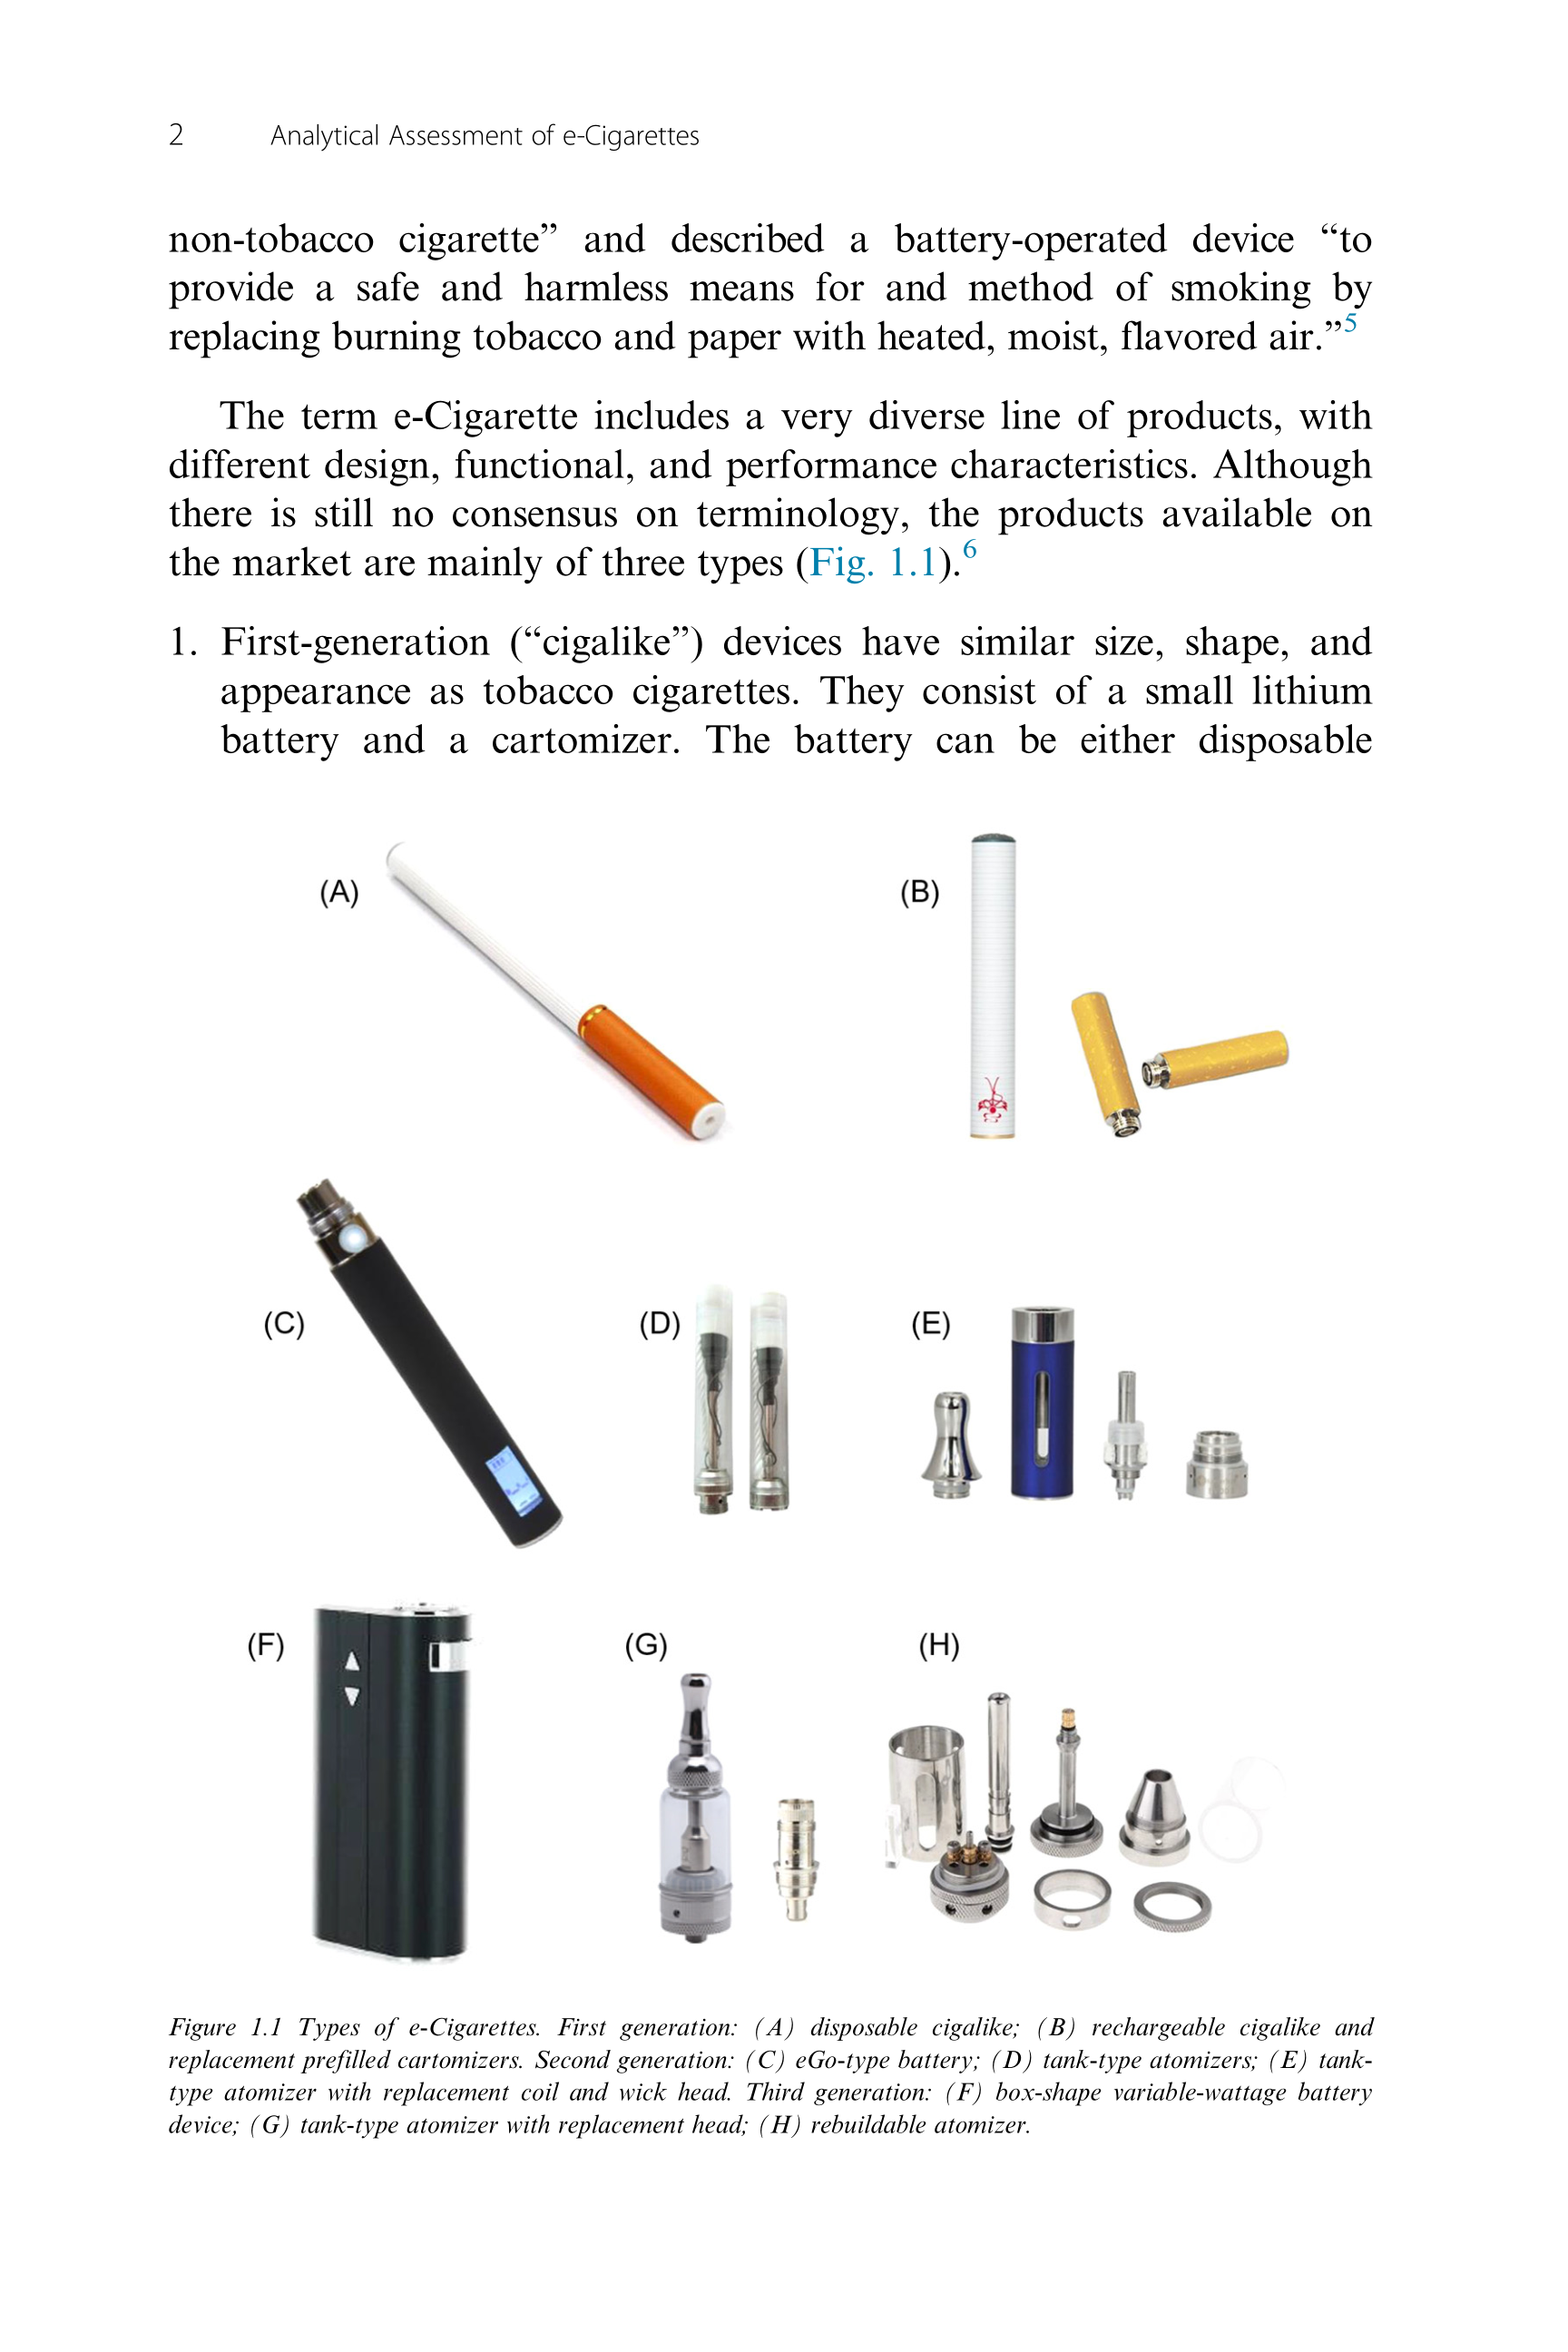 2 Analytical Assessment of e-Cigarettes
non-tobacco cigarette” and described a battery-operated device “to
provide a safe and harmless means for and method of smoking by
replacing burning tobacco and paper with heated, moist, flavored air.”5
The term e-Cigarette includes a very diverse line of products, with
different design, functional, and performance characteristics. Although
there is still no consensus on terminology, the products available on
the market are mainly of three types (Fig. 1.1).6
1. First-generation (“cigalike”) devices have similar size, shape, and
appearance as tobacco cigarettes. They consist of a small lithium
battery and a cartomizer. The battery can be either disposable
(A)
(B)
(C)
(D)
(E)
(F)
(G)
(H)
Figure 1.1 Types of e-Cigarettes. First generation: (A) disposable cigalike; (B) rechargeable cigalike and
replacement prefilled cartomizers. Second generation: (C) eGo-type battery; (D) tank-type atomizers; (E) tank-
type atomizer with replacement coil and wick head. Third generation: (F) box-shape variable-wattage battery
device; (G) tank-type atomizer with replacement head; (H) rebuildable atomizer.